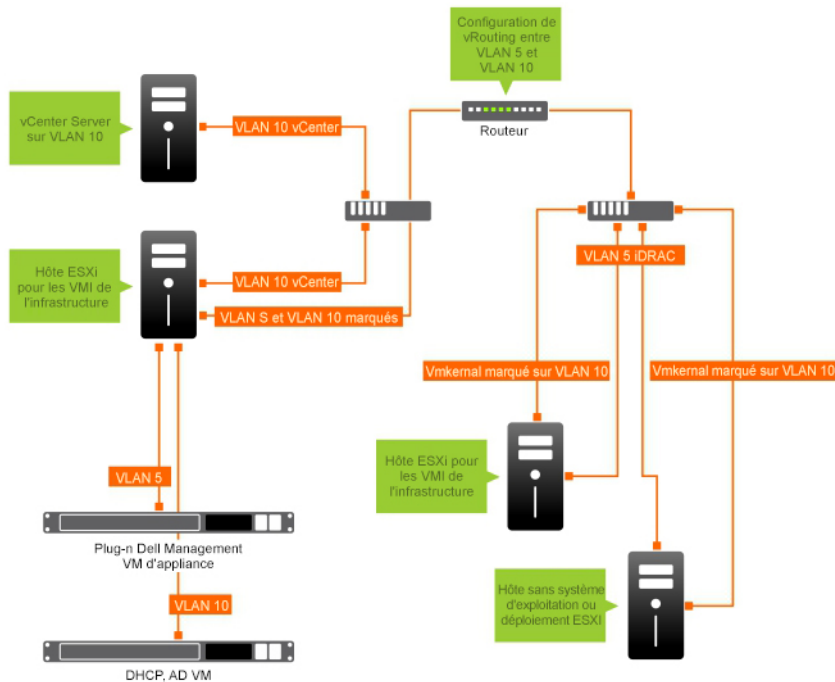 Configuration de
vRouting entre
VLAN 5 et
VLAN 10
Routeur
vCenter Server
sur VLAN 10
VLAN 10 vCenter
Hôte ESXi
pour les VMI de
l'infrastructure
VLAN 10 vCenter
VLAN S et VLAN 10 marqués
VLAN 5 iDRAC
Vmkernal marqué sur VLAN 10
Vmkernal marqué sur VLAN 10
Hôte ESXi pour
les VMI de
l'infrastructure
VLAN 5
Plug-n Dell Management
VM d'appliance
VLAN 10
Hôte sans système
d'exploitation ou
déploiement ESXI
DHCP, AD VM